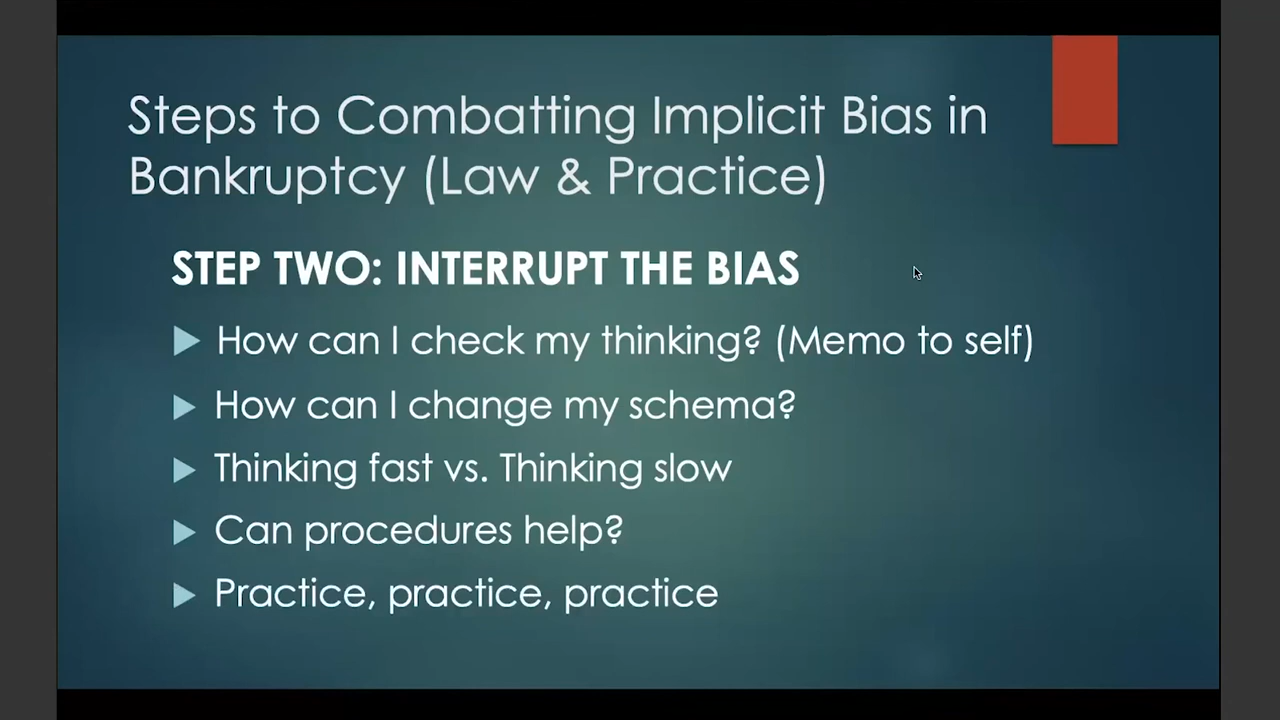 Steps to Combatting Implicit Bias in
Bankruptcy (Law & Practice)
STEP TWO: INTERRUPT THE BIAS
How can I check my thinking? (Memo to self)
How can I change my schema?
Thinking fast vs. Thinking slow
Can procedures help?
Practice, practice, practice